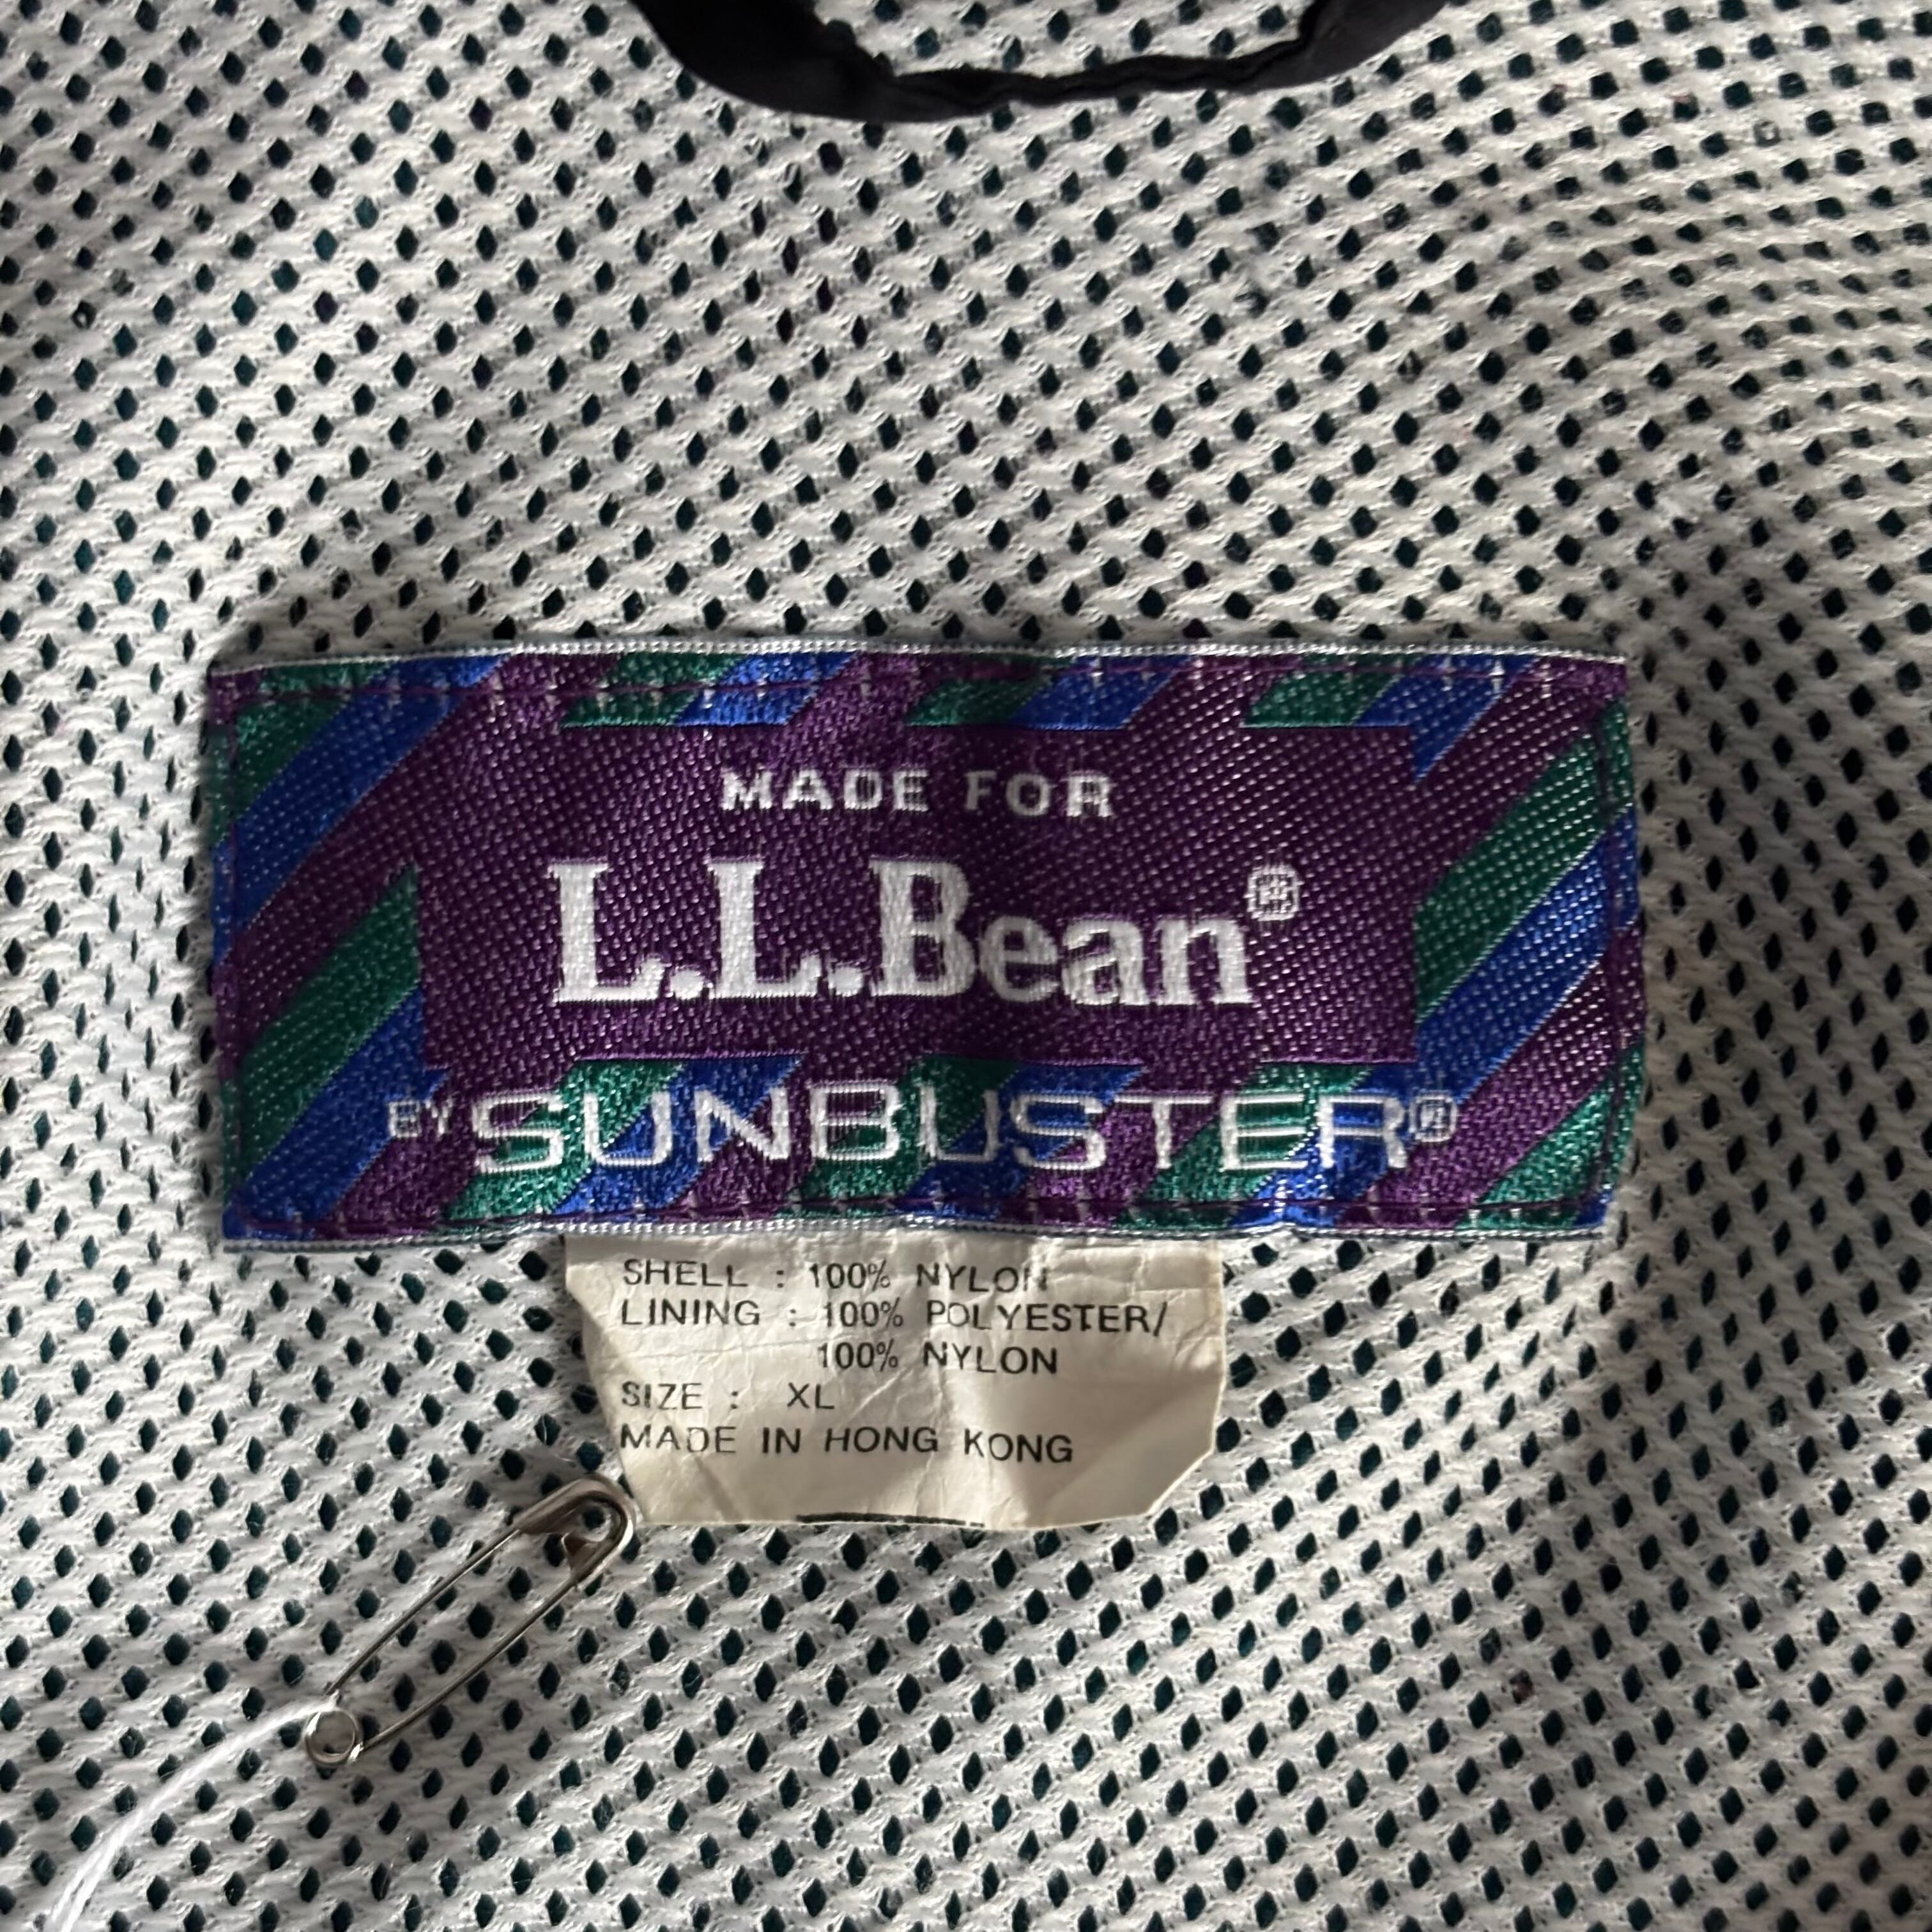 MADE FOR
L.L.Bean®
BY SUNBUSTER®
SHELL : 100% NYLON
LINING : 100% POLYESTER/
100% NYLON
SIZE : XL
MADE IN HONG KONG